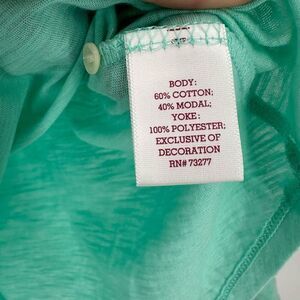 BODY:
60% COTTON;
40% MODAL;
YOKE:
100% POLYESTER;
EXCLUSIVE OF
DECORATION
RN# 73277